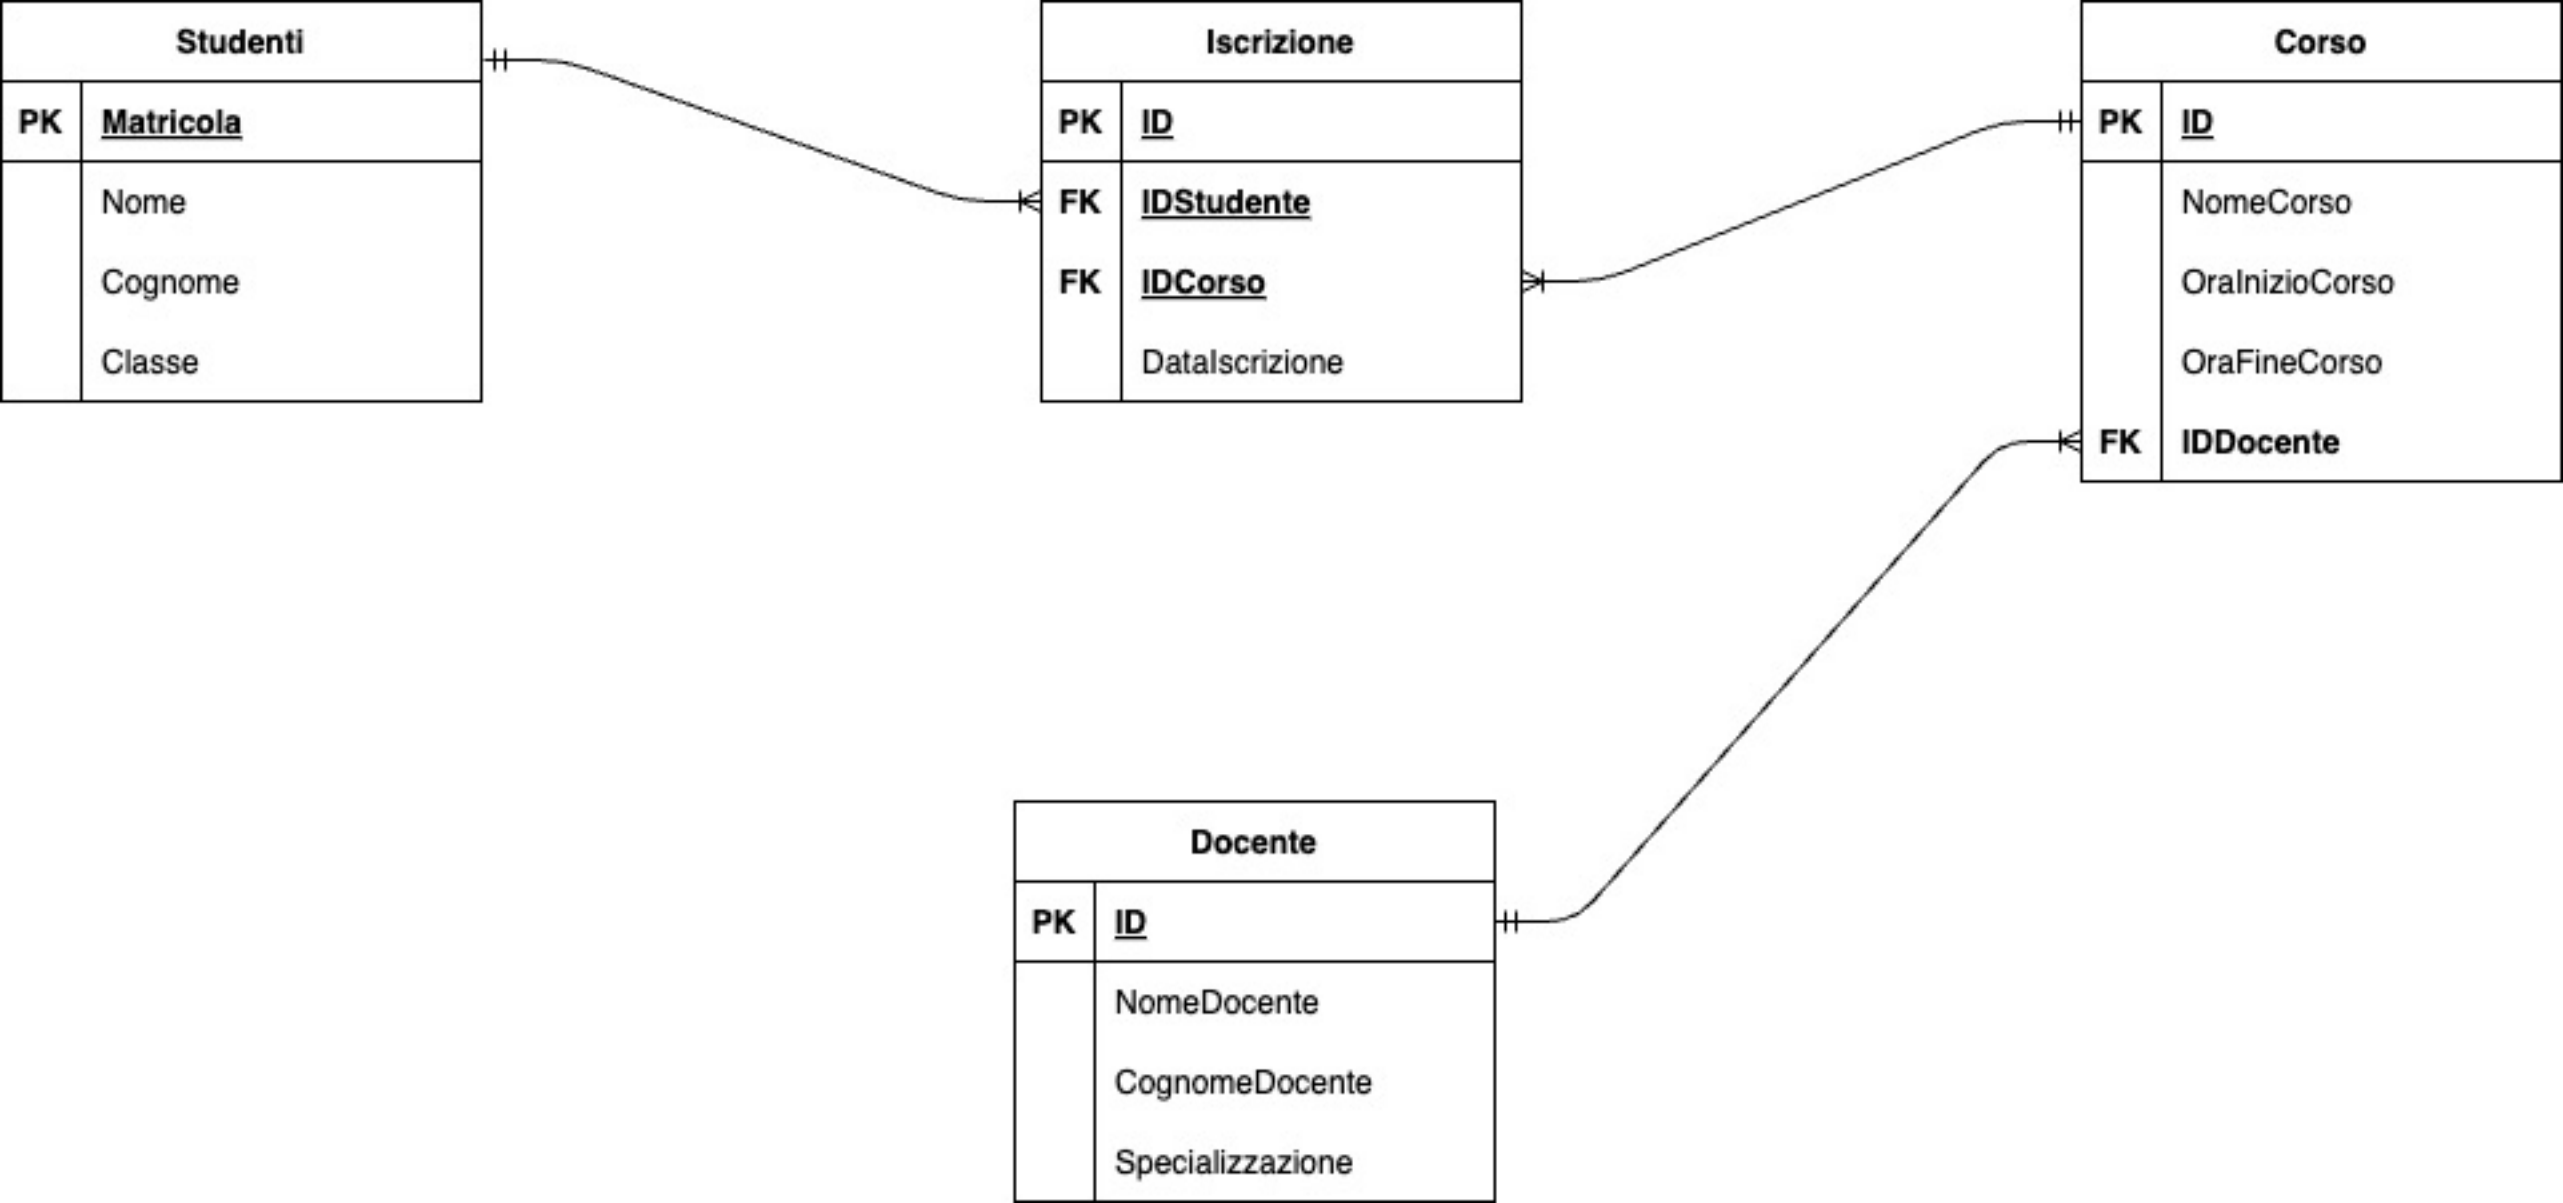 Studenti
PK Matricola
Nome
Cognome
Classe
Iscrizione
PK ID
FK IDStudente
FK IDCorso
DataIscrizione
Corso
PK ID
NomeCorso
OraInizioCorso
OraFineCorso
FK IDDocente
Docente
PK ID
NomeDocente
CognomeDocente
Specializzazione